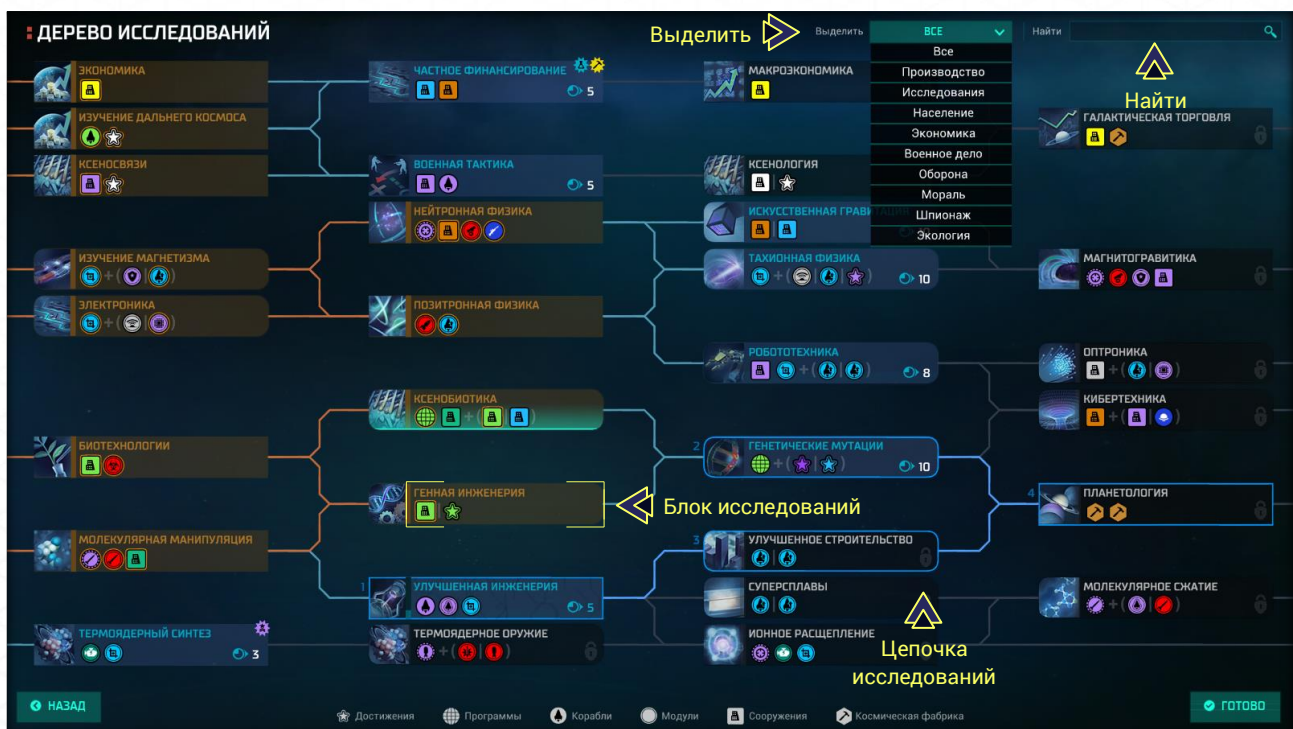 ДЕРЕВО ИССЛЕДОВАНИЙ
Выделить
Выделить
ВСЕ
Найти
Все
Производство
Исследования
Население
Экономика
Военное дело
Оборона
Мораль
Шпионаж
Экология
Найти
ЭКОНОМИКА
ЧАСТНОЕ ФИНАНСИРОВАНИЕ
5
МАКРОЭКОНОМИКА
ИЗУЧЕНИЕ ДАЛЬНЕГО КОСМОСА
ГАЛАКТИЧЕСКАЯ ТОРГОВЛЯ
КСЕНОСВЯЗИ
ВОЕННАЯ ТАКТИКА
5
КСЕНОЛОГИЯ
НЕЙТРОННАЯ ФИЗИКА
ИСКУССТВЕННАЯ ГРАВИТАЦИЯ
ИЗУЧЕНИЕ МАГНЕТИЗМА
ТАХИОННАЯ ФИЗИКА
10
МАГНИТОГРАВИТИКА
ЭЛЕКТРОНИКА
ПОЗИТРОННАЯ ФИЗИКА
РОБОТОТЕХНИКА
8
ОПТРОНИКА
КСЕНОБИОТИКА
КИБЕРТЕХНИКА
БИОТЕХНОЛОГИИ
2
ГЕНЕТИЧЕСКИЕ МУТАЦИИ
10
ГЕННАЯ ИНЖЕНЕРИЯ
Блок исследований
4
ПЛАНЕТОЛОГИЯ
МОЛЕКУЛЯРНАЯ МАНИПУЛЯЦИЯ
3
УЛУЧШЕННОЕ СТРОИТЕЛЬСТВО
1
УЛУЧШЕННАЯ ИНЖЕНЕРИЯ
5
СУПЕРСПЛАВЫ
МОЛЕКУЛЯРНОЕ СЖАТИЕ
ТЕРМОЯДЕРНЫЙ СИНТЕЗ
3
ТЕРМОЯДЕРНОЕ ОРУЖИЕ
ИОННОЕ РАСЩЕПЛЕНИЕ
Цепочка
исследований
НАЗАД
Достижения
Программы
Корабли
Модули
Сооружения
Космическая фабрика
ГОТОВО